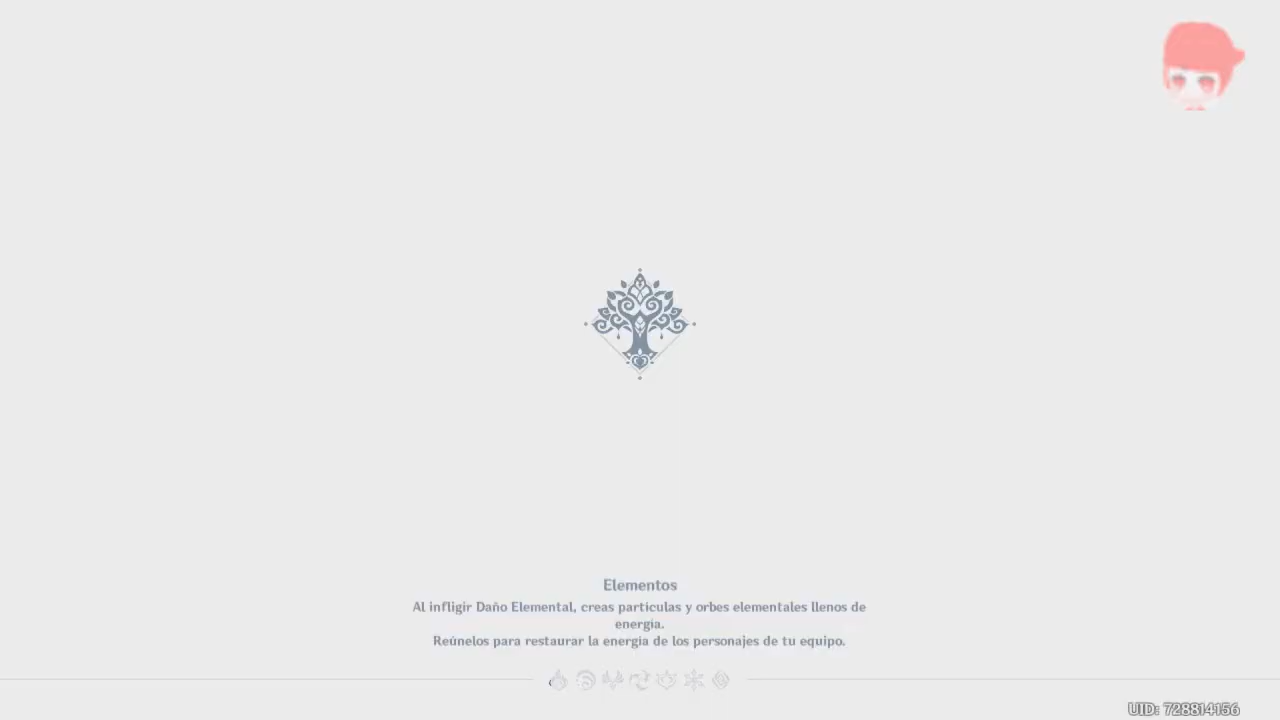 Elementos
Al infligir Daño Elemental, creas partículas y orbes elementales llenos de
energía.
Reúnelos para restaurar la energía de los personajes de tu equipo.
UID: 728814156